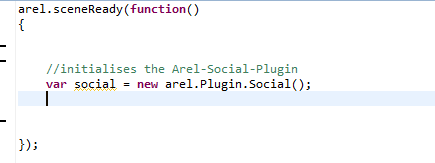 arel.sceneReady(function()
{
//initialises the Arel-Social-Plugin
var social = new arel.Plugin.Social();
});